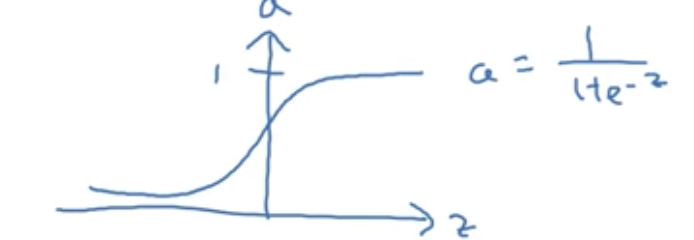 a
1
a = 1/(1+e^-z)
z